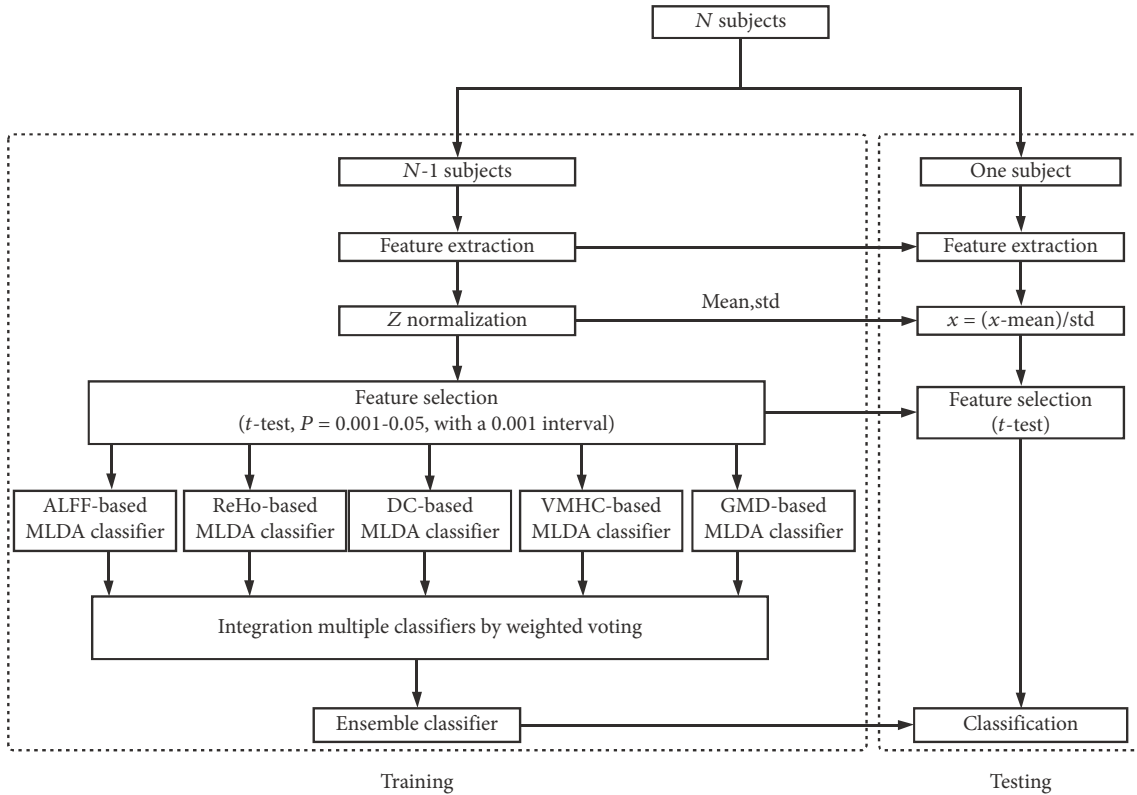 N subjects
N-1 subjects
One subject
Feature extraction
Feature extraction
Z normalization
Mean,std
x = (x-mean)/std
Feature selection
(t-test, P = 0.001-0.05, with a 0.001 interval)
Feature selection
(t-test)
ALFF-based
MLDA classifier
ReHo-based
MLDA classifier
DC-based
MLDA classifier
VMHC-based
MLDA classifier
GMD-based
MLDA classifier
Integration multiple classifiers by weighted voting
Ensemble classifier
Classification
Training
Testing